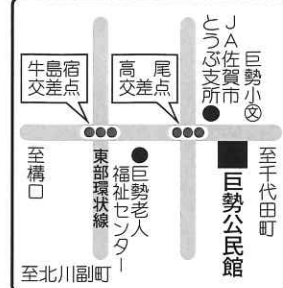 巨勢小文
JA佐賀市
とうぶ支所
高尾
交差点
牛島宿
交差点
至千代田町
巨勢公民館
巨勢老人
福祉センター
東部環状線
至構口
至北川副町